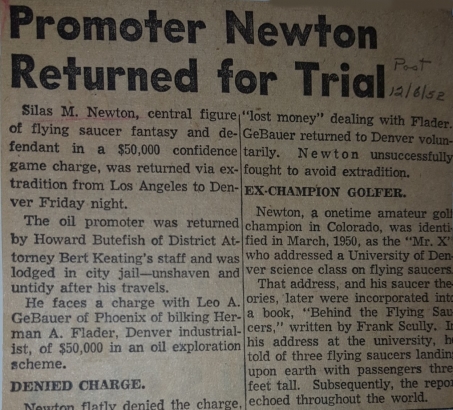 Promoter Newton
Returned for Trial
Post
12/6/52
Silas M. Newton, central figure
of flying saucer fantasy and de-
fendant in a $50,000 confidence
game charge, was returned via ex-
tradition from Los Angeles to Den-
ver Friday night.
The oil promoter was returned
by Howard Butefish of District At-
torney Bert Keating's staff and was
lodged in city jail—unshaven and
untidy after his travels.
He faces a charge with Leo A.
GeBauer of Phoenix of bilking Her-
man A. Flader, Denver industrial-
ist, of $50,000 in an oil exploration
scheme.
DENIED CHARGE.
Newton flatly denied the charge,
"lost money" dealing with Flader.
GeBauer returned to Denver volun-
tarily. Newton unsuccessfully
fought to avoid extradition.
EX-CHAMPION GOLFER.
Newton, a onetime amateur golf
champion in Colorado, was identi-
fied in March, 1950, as the "Mr. X"
who addressed a University of Den-
ver science class on flying saucers.
That address, and his saucer the-
ories, later were incorporated into
a book, "Behind the Flying Sau-
cers," written by Frank Scully. In
his address at the university, he
told of three flying saucers landing
upon earth with passengers three
feet tall. Subsequently, the repor
echoed throughout the world.